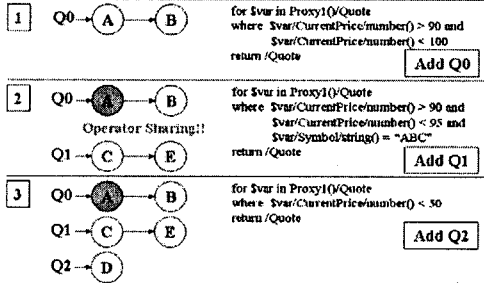 1 Q0 A B
for $var in Proxy1()/Quote
where $var/CurrentPrice/number() > 90 and
$var/CurrentPrice/number() < 100
return /Quote
Add Q0
2 Q0 A B
Operator Sharing!!
Q1 C E
for $var in Proxy1()/Quote
where $var/CurrentPrice/number() > 90 and
$var/CurrentPrice/number() < 95 and
$var/Symbol/string() = "ABC"
return /Quote
Add Q1
3 Q0 A B
Q1 C E
Q2 D
for $var in Proxy1()/Quote
where $var/CurrentPrice/number() < 50
return /Quote
Add Q2